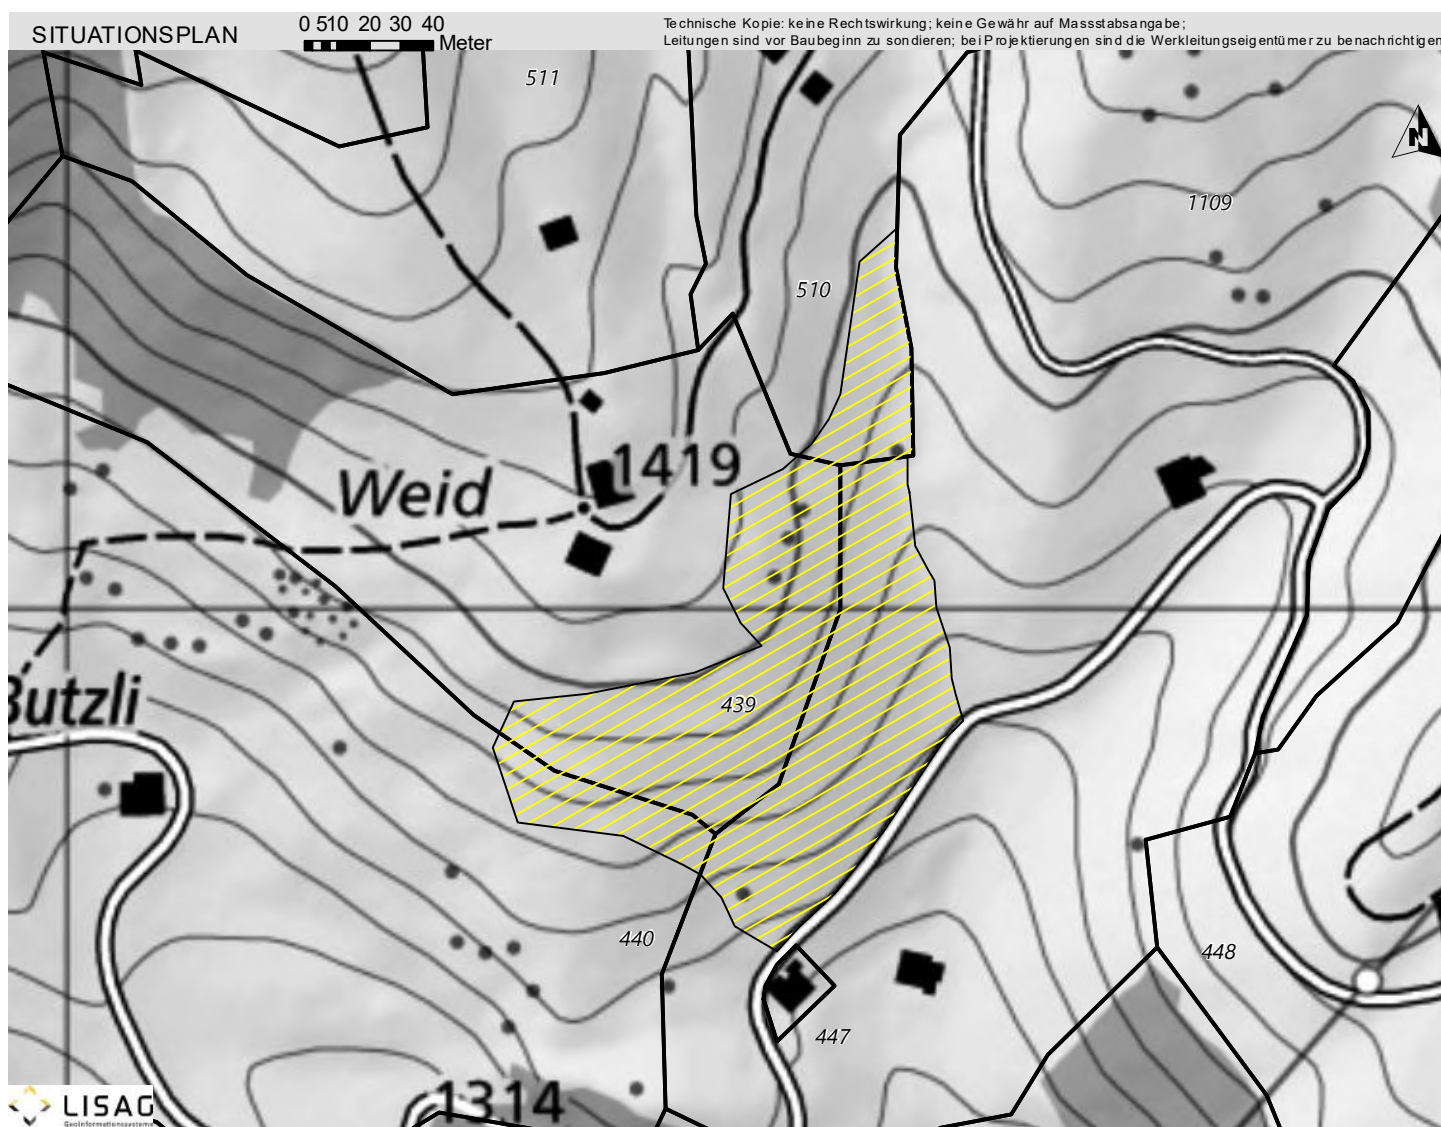 SITUATIONSPLAN
0 510 20 30 40
Meter
Technische Kopie: keine Rechtswirkung; keine Gewähr auf Massstabsangabe;
Leitungen sind vor Baubeginn zu sondieren; bei Projektierungen sind die Werkleitungseigentümer zu benachrichtigen
511
N
1109
510
1419
Weid
439
Butzli
440
448
447
1314
LISAG
Geoinformationssysteme